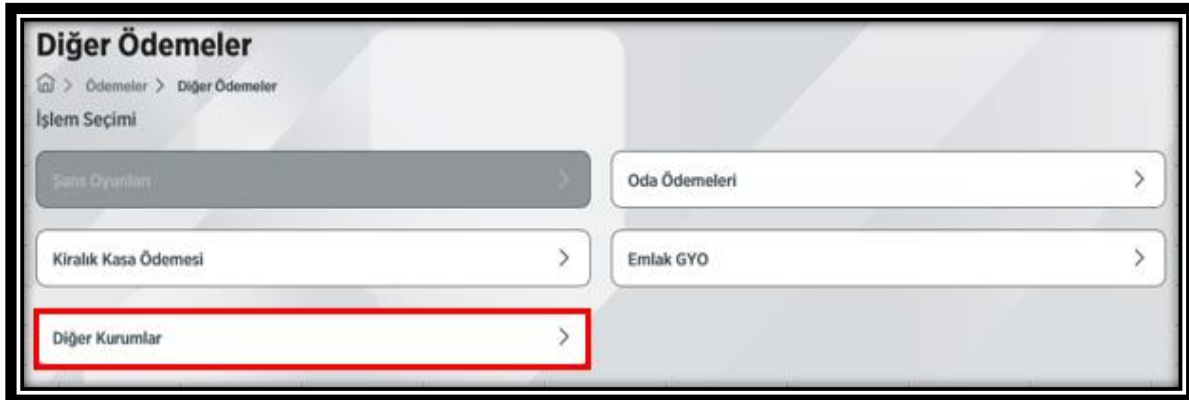 Diğer Ödemeler
Ödemeler > Diğer Ödemeler
İşlem Seçimi
Şans Oyunları
Oda Ödemeleri
Kiralık Kasa Ödemesi
Emlak GYO
Diğer Kurumlar